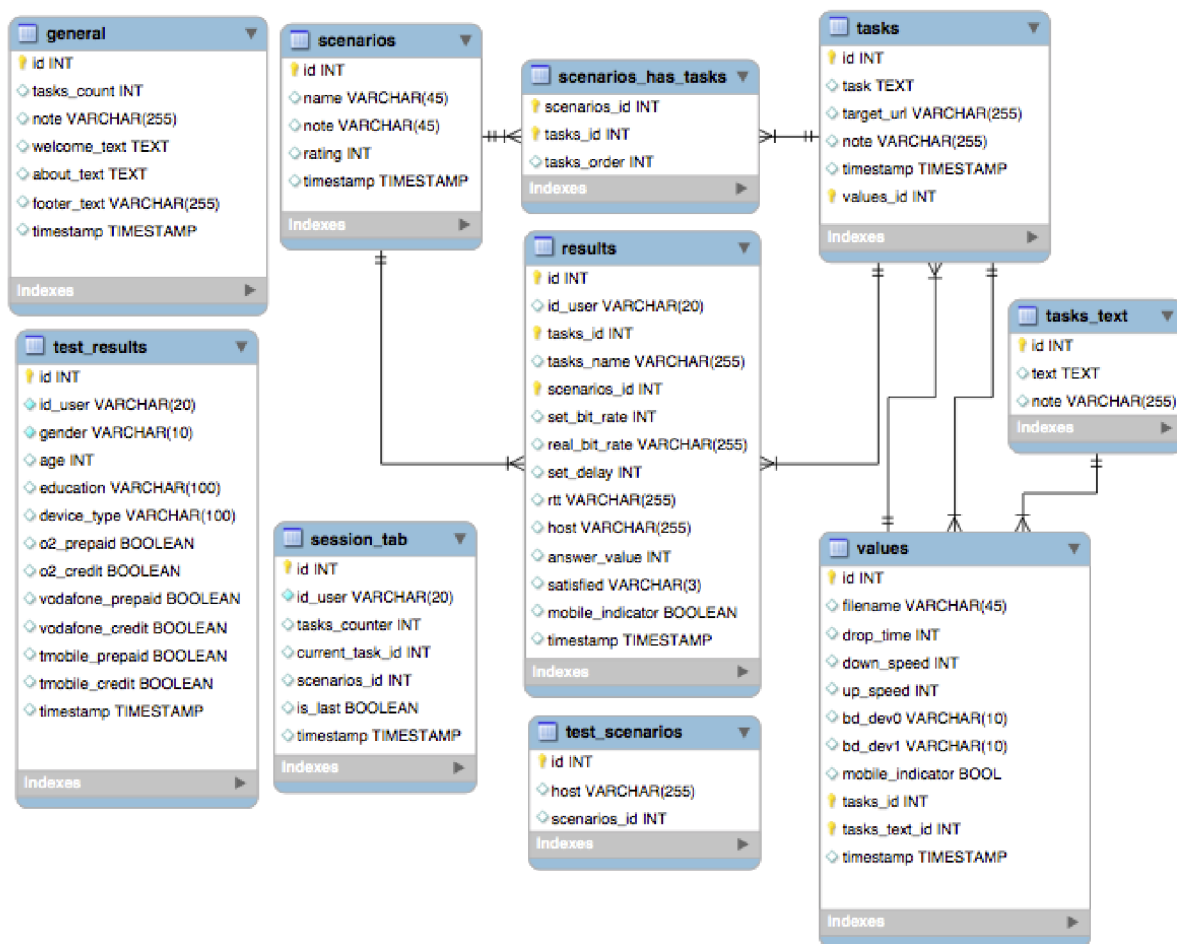 general
id INT
tasks_count INT
note VARCHAR(255)
welcome_text TEXT
about_text TEXT
footer_text VARCHAR(255)
timestamp TIMESTAMP
Indexes
scenarios
id INT
name VARCHAR(45)
note VARCHAR(45)
rating INT
timestamp TIMESTAMP
Indexes
scenarios_has_tasks
scenarios_id INT
tasks_id INT
tasks_order INT
Indexes
tasks
id INT
task TEXT
target_url VARCHAR(255)
note VARCHAR(255)
timestamp TIMESTAMP
values_id INT
Indexes
test_results
id INT
id_user VARCHAR(20)
gender VARCHAR(10)
age INT
education VARCHAR(100)
device_type VARCHAR(100)
o2_prepaid BOOLEAN
o2_credit BOOLEAN
vodafone_prepaid BOOLEAN
vodafone_credit BOOLEAN
tmobile_prepaid BOOLEAN
tmobile_credit BOOLEAN
timestamp TIMESTAMP
Indexes
session_tab
id INT
id_user VARCHAR(20)
tasks_counter INT
current_task_id INT
scenarios_id INT
is_last BOOLEAN
timestamp TIMESTAMP
Indexes
results
id INT
id_user VARCHAR(20)
tasks_id INT
tasks_name VARCHAR(255)
scenarios_id INT
set_bit_rate INT
real_bit_rate VARCHAR(255)
set_delay INT
rtt VARCHAR(255)
host VARCHAR(255)
answer_value INT
satisfied VARCHAR(3)
mobile_indicator BOOLEAN
timestamp TIMESTAMP
Indexes
test_scenarios
id INT
host VARCHAR(255)
scenarios_id INT
Indexes
tasks_text
id INT
text TEXT
note VARCHAR(255)
Indexes
values
id INT
filename VARCHAR(45)
drop_time INT
down_speed INT
up_speed INT
bd_dev0 VARCHAR(10)
bd_dev1 VARCHAR(10)
mobile_indicator BOOL
tasks_id INT
tasks_text_id INT
timestamp TIMESTAMP
Indexes